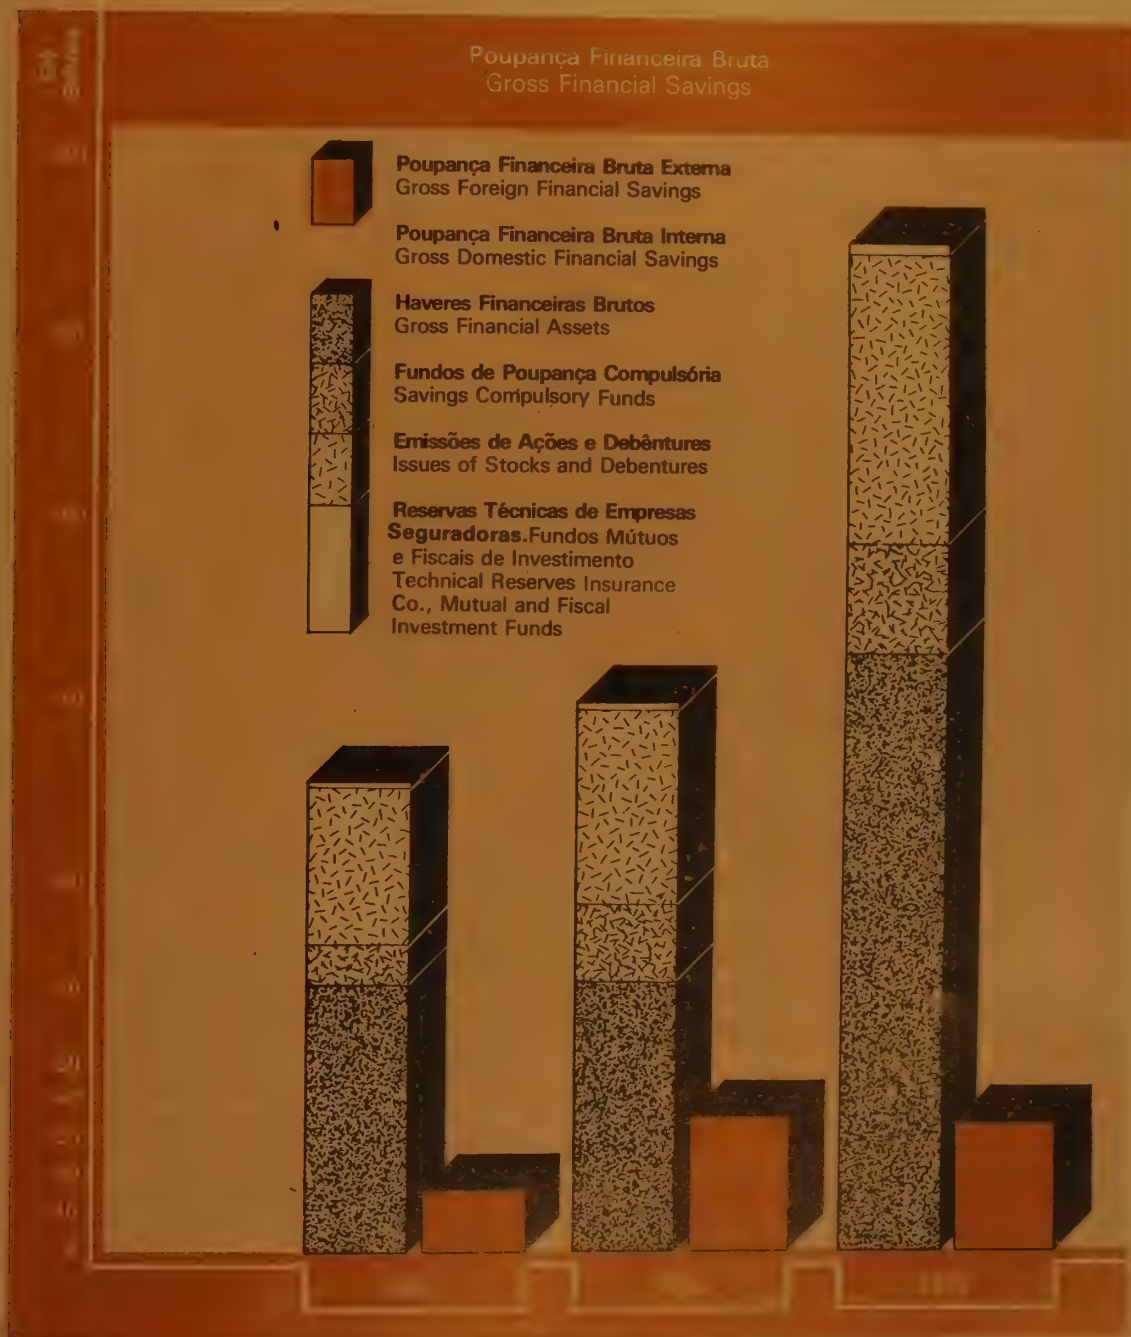 Poupança Financeira Bruta
Gross Financial Savings
Poupança Financeira Bruta Externa
Gross Foreign Financial Savings
Poupança Financeira Bruta Interna
Gross Domestic Financial Savings
Haveres Financeiras Brutos
Gross Financial Assets
Fundos de Poupança Compulsória
Savings Compulsory Funds
Emissões de Ações e Debêntures
Issues of Stocks and Debentures
Reservas Técnicas de Empresas
Seguradoras.Fundos Mútuos
e Fiscais de Investimento
Technical Reserves Insurance
Co., Mutual and Fiscal
Investment Funds